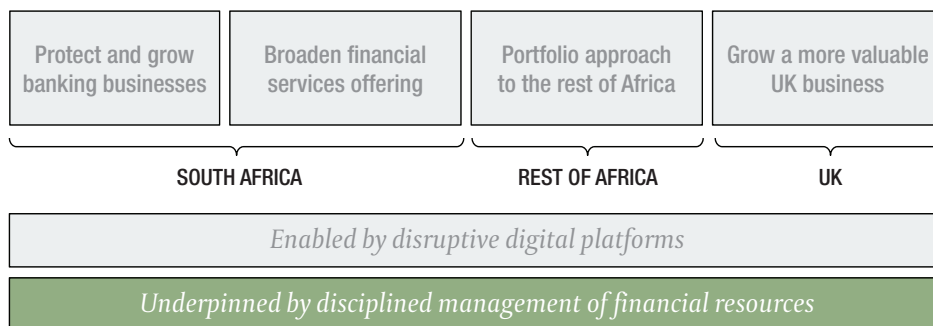 Protect and grow
banking businesses
Broaden financial
services offering
Portfolio approach
to the rest of Africa
Grow a more valuable
UK business
SOUTH AFRICA
REST OF AFRICA
UK
Enabled by disruptive digital platforms
Underpinned by disciplined management of financial resources